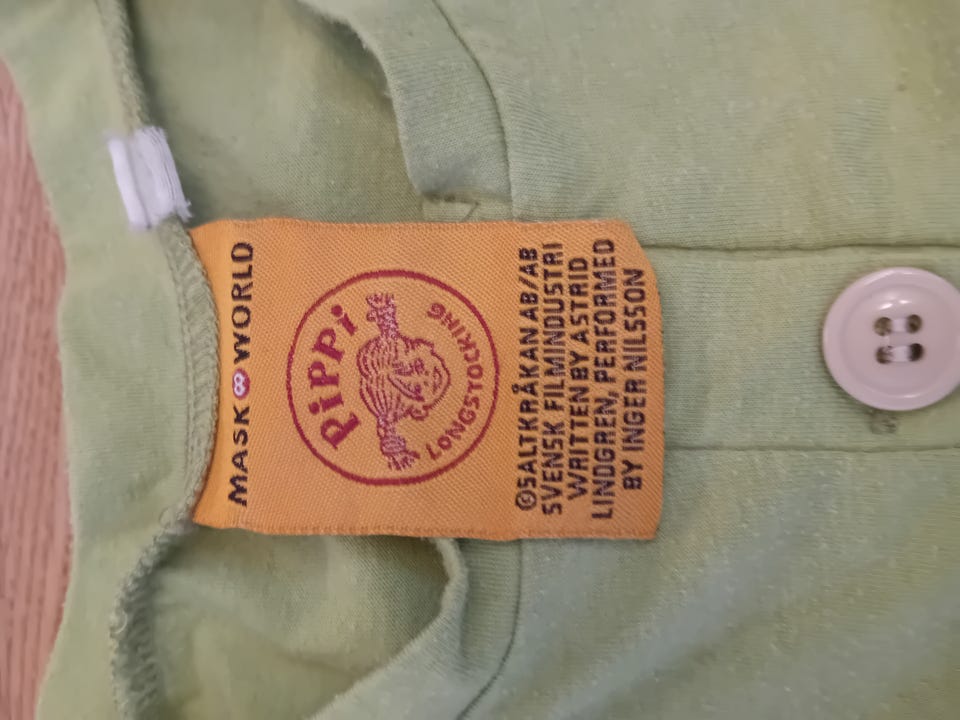 MASK WORLD
PiPPi
LONGSTOCKING
©SALTKRÅKAN AB/AB
SVENSK FILMINDUSTRI
WRITTEN BY ASTRID
LINDGREN, PERFORMED
BY INGER NILSSON